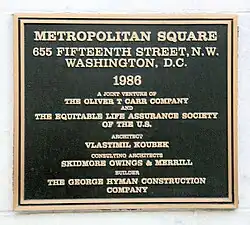 METROPOLITAN SQUARE
655 FIFTEENTH STREET, N.W.
WASHINGTON, D.C.
1986
A JOINT VENTURE OF
THE OLIVER T CARR COMPANY
AND
THE EQUITABLE LIFE ASSURANCE SOCIETY
OF THE U.S.
ARCHITECT
VLASTIMIL KOUBEK
CONSULTING ARCHITECTS
SKIDMORE OWINGS & MERRILL
BUILDER
THE GEORGE HYMAN CONSTRUCTION
COMPANY